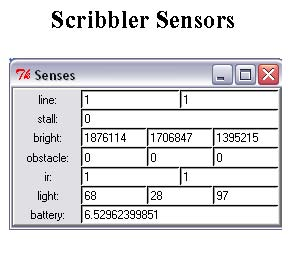 Scribbler Sensors
Senses
line: 1 1
stall: 0
bright: 1876114 1706847 1395215
obstacle: 0 0 0
ir: 1 1
light: 68 28 97
battery: 6.52962399851